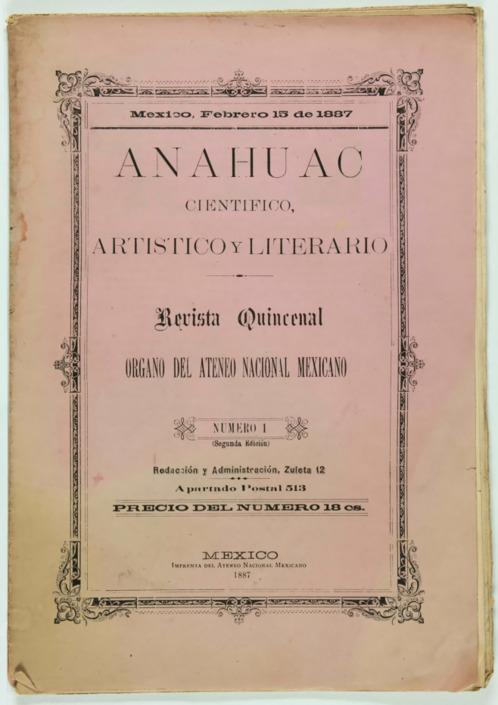 Mexico, Febrero 15 de 1887
ANAHUAC
CIENTIFICO,
ARTISTICO Y LITERARIO
Revista Quincenal
ORGANO DEL ATENEO NACIONAL MEXICANO
NUMERO 1
(Segunda Edición)
Redacción y Administración, Zuleta 12
Apartado Postal 513
PRECIO DEL NUMERO 18 cs.
MEXICO
IMPRENTA DEL ATENEO NACIONAL MEXICANO
1887